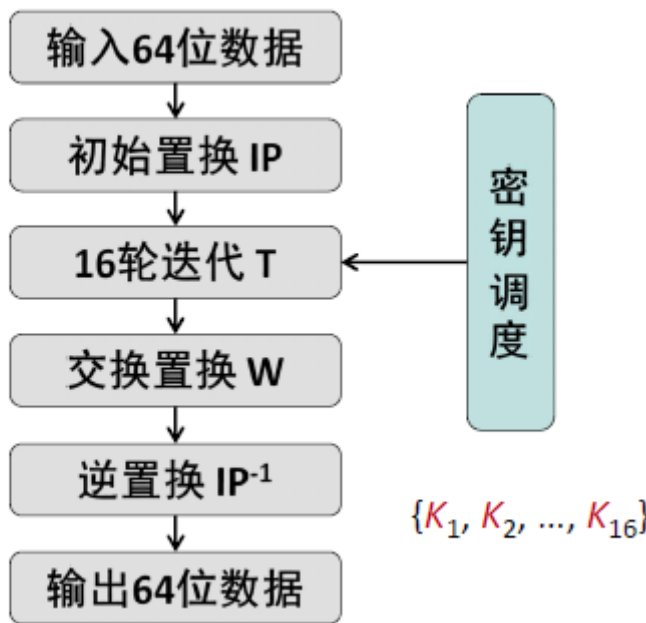 输入64位数据
初始置换 IP
16轮迭代 T
交换置换 W
逆置换 IP⁻¹
输出64位数据
密钥调度
{K₁, K₂, ..., K₁₆}